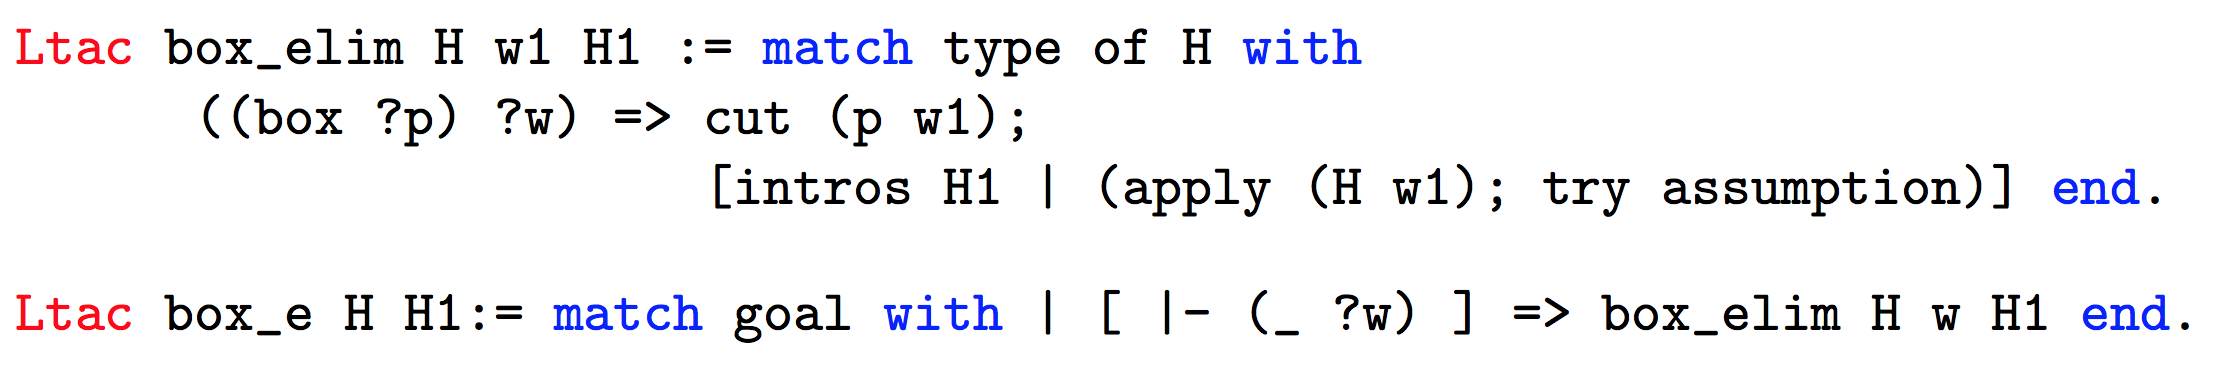 Ltac box_elim H w1 H1 := match type of H with
((box ?p) ?w) => cut (p w1);
[intros H1 | (apply (H w1); try assumption)] end.
Ltac box_e H H1:= match goal with | [ |- (_ ?w) ] => box_elim H w H1 end.